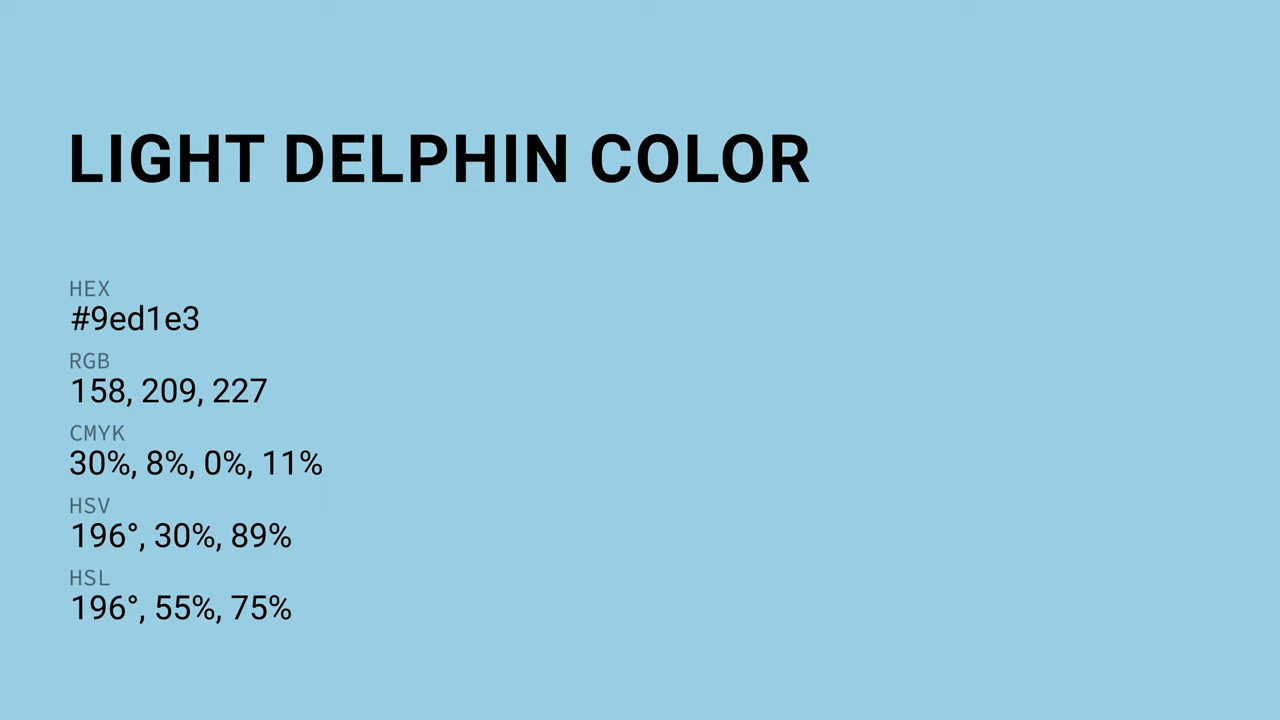 LIGHT DELPHIN COLOR
HEX
#9ed1e3
RGB
158, 209, 227
CMYK
30%, 8%, 0%, 11%
HSV
196°, 30%, 89%
HSL
196°, 55%, 75%